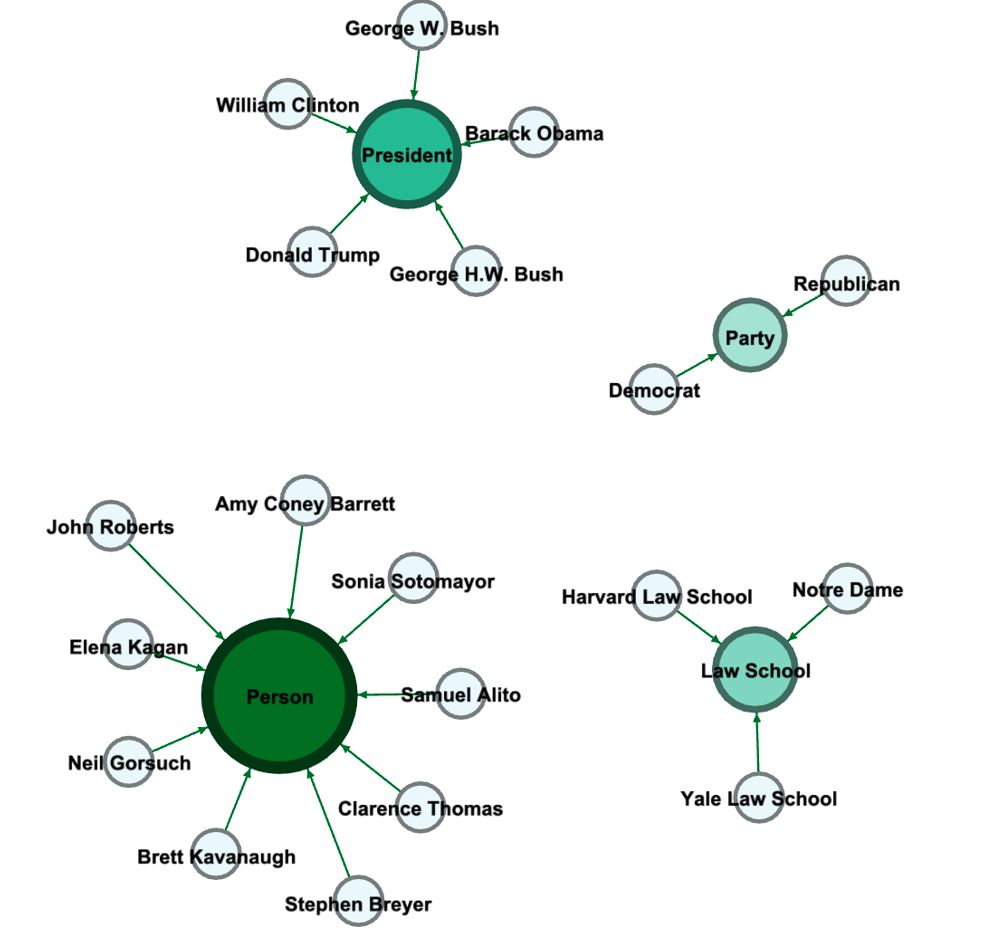 George W. Bush
William Clinton
Barack Obama
President
Donald Trump
George H.W. Bush
Republican
Party
Democrat
Amy Coney Barrett
John Roberts
Sonia Sotomayor
Harvard Law School
Notre Dame
Elena Kagan
Law School
Person
Samuel Alito
Neil Gorsuch
Yale Law School
Clarence Thomas
Brett Kavanaugh
Stephen Breyer